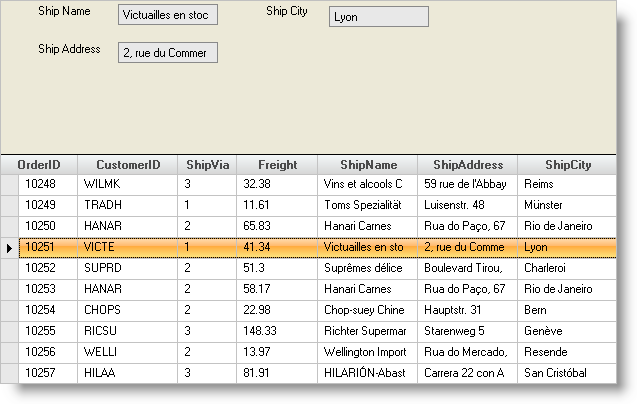 Ship Name Victuailles en stoc Ship City Lyon
Ship Address 2, rue du Commer
OrderID CustomerID ShipVia Freight ShipName ShipAddress ShipCity
10248 WILMK 3 32.38 Vins et alcools C 59 rue de l'Abbay Reims
10249 TRADH 1 11.61 Toms Spezialität Luisenstr. 48 Münster
10250 HANAR 2 65.83 Hanari Carnes Rua do Paço, 67 Rio de Janeiro
10251 VICTE 1 41.34 Victuailles en sto 2, rue du Comme Lyon
10252 SUPRD 2 51.3 Suprêmes délice Boulevard Tirou, Charleroi
10253 HANAR 2 58.17 Hanari Carnes Rua do Paço, 67 Rio de Janeiro
10254 CHOPS 2 22.98 Chop-suey Chine Hauptstr. 31 Bern
10255 RICSU 3 148.33 Richter Supermar Starenweg 5 Genève
10256 WELLI 2 13.97 Wellington Import Rua do Mercado, Resende
10257 HILAA 3 81.91 HILARIÓN-Abast Carrera 22 con A San Cristóbal